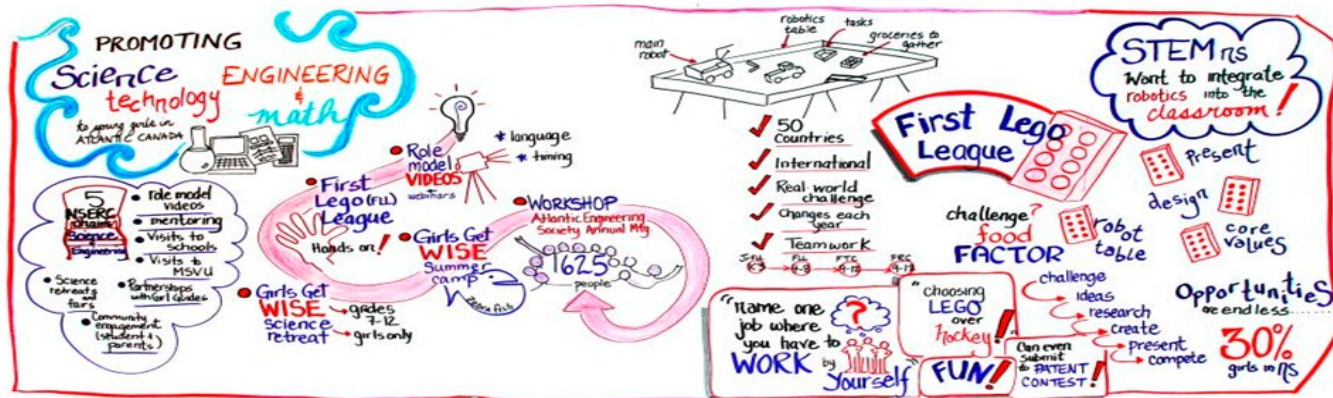 PROMOTING
Science
technology
ENGINEERING
&
math
to young girls in
ATLANTIC CANADA
5
NSERC
chairs
Science
Engineering
• Role model
videos
• mentoring
• Visits to
schools
• Visits to
MSVU
• Science
retreats and
fairs
• Partnerships
with Girl Guides
• Community
engagement
(student &
parents)
• Girls Get
WISE
Science
retreat
grades
7-12
girls only
• First
Lego (FLL)
League
Hands on!
• Role
model
VIDEOS
+
webinars
* language
* timing
• Girls Get
WISE
Summer
camp
Zebra fish
• WORKSHOP
Atlantic Engineering
Society Annual Mtg
1625
people
main
robot
robotics
table
tasks
groceries to
gather
50
Countries
International
Real world
challenge
Changes each
year
Teamwork
Jr. FLL
FLL
FTC
FRC
K-3
9-12
First Lego
League
challenge?
food
FACTOR
STEM NS
Want to integrate
robotics into the
classroom!
present
design
robot
table
core
values
"Name one
job where
you have to
WORK by
yourself"
?
"choosing
LEGO
over
hockey!"
FUN!
Can even
submit
to PATENT
CONTEST!
challenge
ideas
research
create
present
compete
OPPORTUNITIES
are endless......
30%
girls in NS